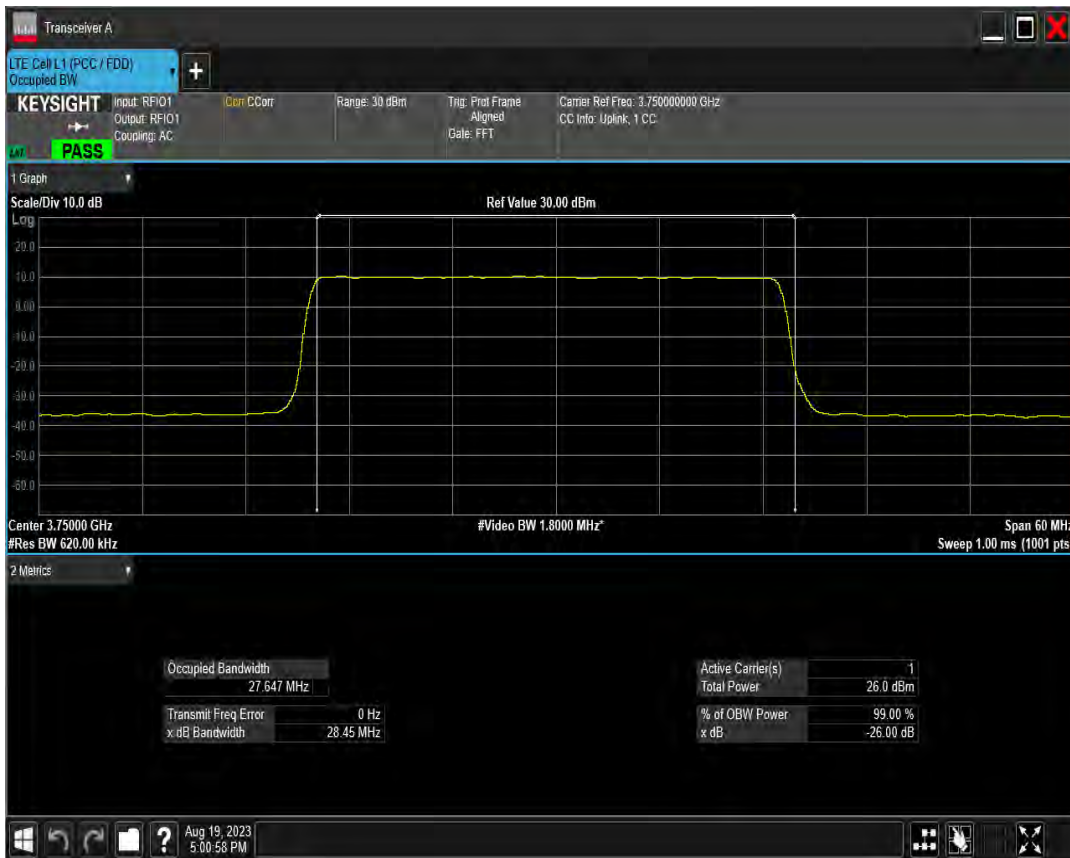 Transceiver A
LTE Cell L1 (PCC / FDD)
Occupied BW
+
KEYSIGHT
Input: RFIO1
Output: RFIO1
Coupling: AC
Corr CCorr
Range: 30 dBm
Trig: Prot Frame
Aligned
Gate: FFT
Carrier Ref Freq: 3.750000000 GHz
CC Info: Uplink, 1 CC
PASS
1 Graph
Scale/Div 10.0 dB
Ref Value 30.00 dBm
Log
20.0
10.0
0.00
-10.0
-20.0
-30.0
-40.0
-50.0
-60.0
Center 3.75000 GHz
#Video BW 1.8000 MHz*
Span 60 MHz
#Res BW 620.00 kHz
Sweep 1.00 ms (1001 pts
2 Metrics
Occupied Bandwidth
27.647 MHz
Transmit Freq Error 0 Hz
x dB Bandwidth 28.45 MHz
Active Carrier(s) 1
Total Power 26.0 dBm
% of OBW Power 99.00 %
x dB -26.00 dB
?
Aug 19, 2023
5:00:58 PM